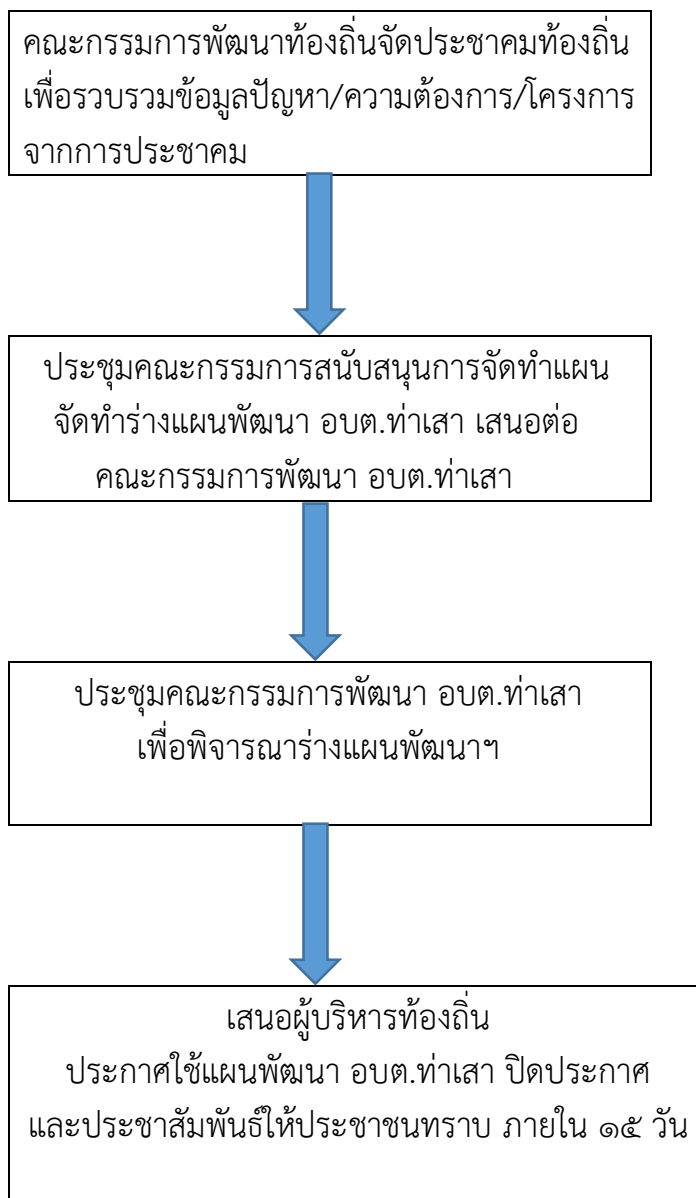 คณะกรรมการพัฒนาท้องถิ่นจัดประชาคมท้องถิ่น
เพื่อรวบรวมข้อมูลปัญหา/ความต้องการ/โครงการ
จากการประชาคม
ประชุมคณะกรรมการสนับสนุนการจัดทำแผน
จัดทำร่างแผนพัฒนา อบต.ท่าเสา เสนอต่อ
คณะกรรมการพัฒนา อบต.ท่าเสา
ประชุมคณะกรรมการพัฒนา อบต.ท่าเสา
เพื่อพิจารณาร่างแผนพัฒนาฯ
เสนอผู้บริหารท้องถิ่น
ประกาศใช้แผนพัฒนา อบต.ท่าเสา ปิดประกาศ
และประชาสัมพันธ์ให้ประชาชนทราบ ภายใน ๑๕ วัน